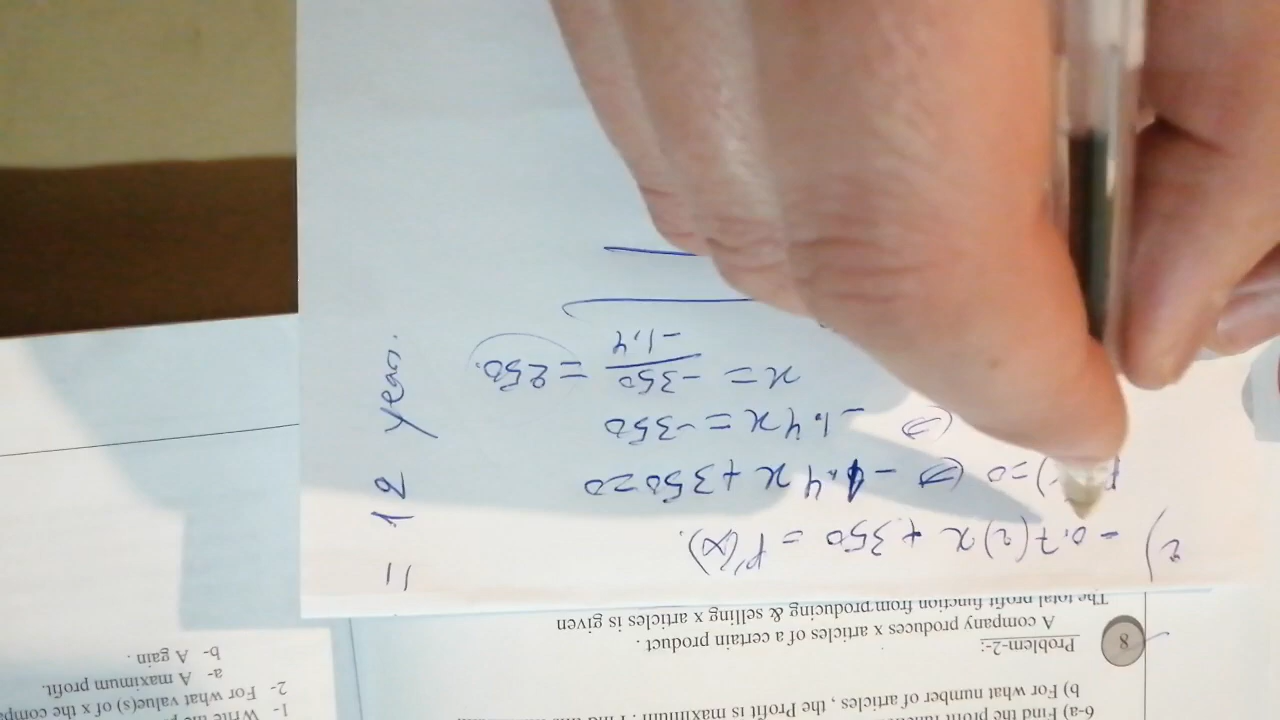 2) -0.7(2)x + 350 = P'(x).
)=0 ⇔ -1.4x + 350=0
⇔ -1.4x = -350
x = -350/-1.4 = 250.
= 12 years.
6-a) Find the profit
b) For what number of articles , the Profit is maximum
8
Problem-2-:
A company produces x articles of a certain product .
The total profit function from producing & selling x articles is given
1- Write the
2- For what value(s) of x the
a- A maximum profit.
b- A gain .